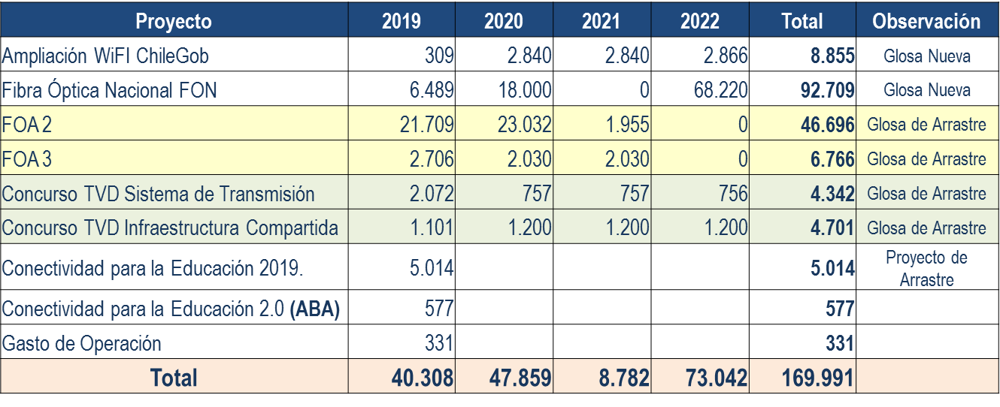 Proyecto 2019 2020 2021 2022 Total Observación
Ampliación WiFI ChileGob 309 2.840 2.840 2.866 8.855 Glosa Nueva
Fibra Óptica Nacional FON 6.489 18.000 0 68.220 92.709 Glosa Nueva
FOA 2 21.709 23.032 1.955 0 46.696 Glosa de Arrastre
FOA 3 2.706 2.030 2.030 0 6.766 Glosa de Arrastre
Concurso TVD Sistema de Transmisión 2.072 757 757 756 4.342 Glosa de Arrastre
Concurso TVD Infraestructura Compartida 1.101 1.200 1.200 1.200 4.701 Glosa de Arrastre
Conectividad para la Educación 2019. 5.014 5.014 Proyecto de
Arrastre
Conectividad para la Educación 2.0 (ABA) 577 577
Gasto de Operación 331 331
Total 40.308 47.859 8.782 73.042 169.991